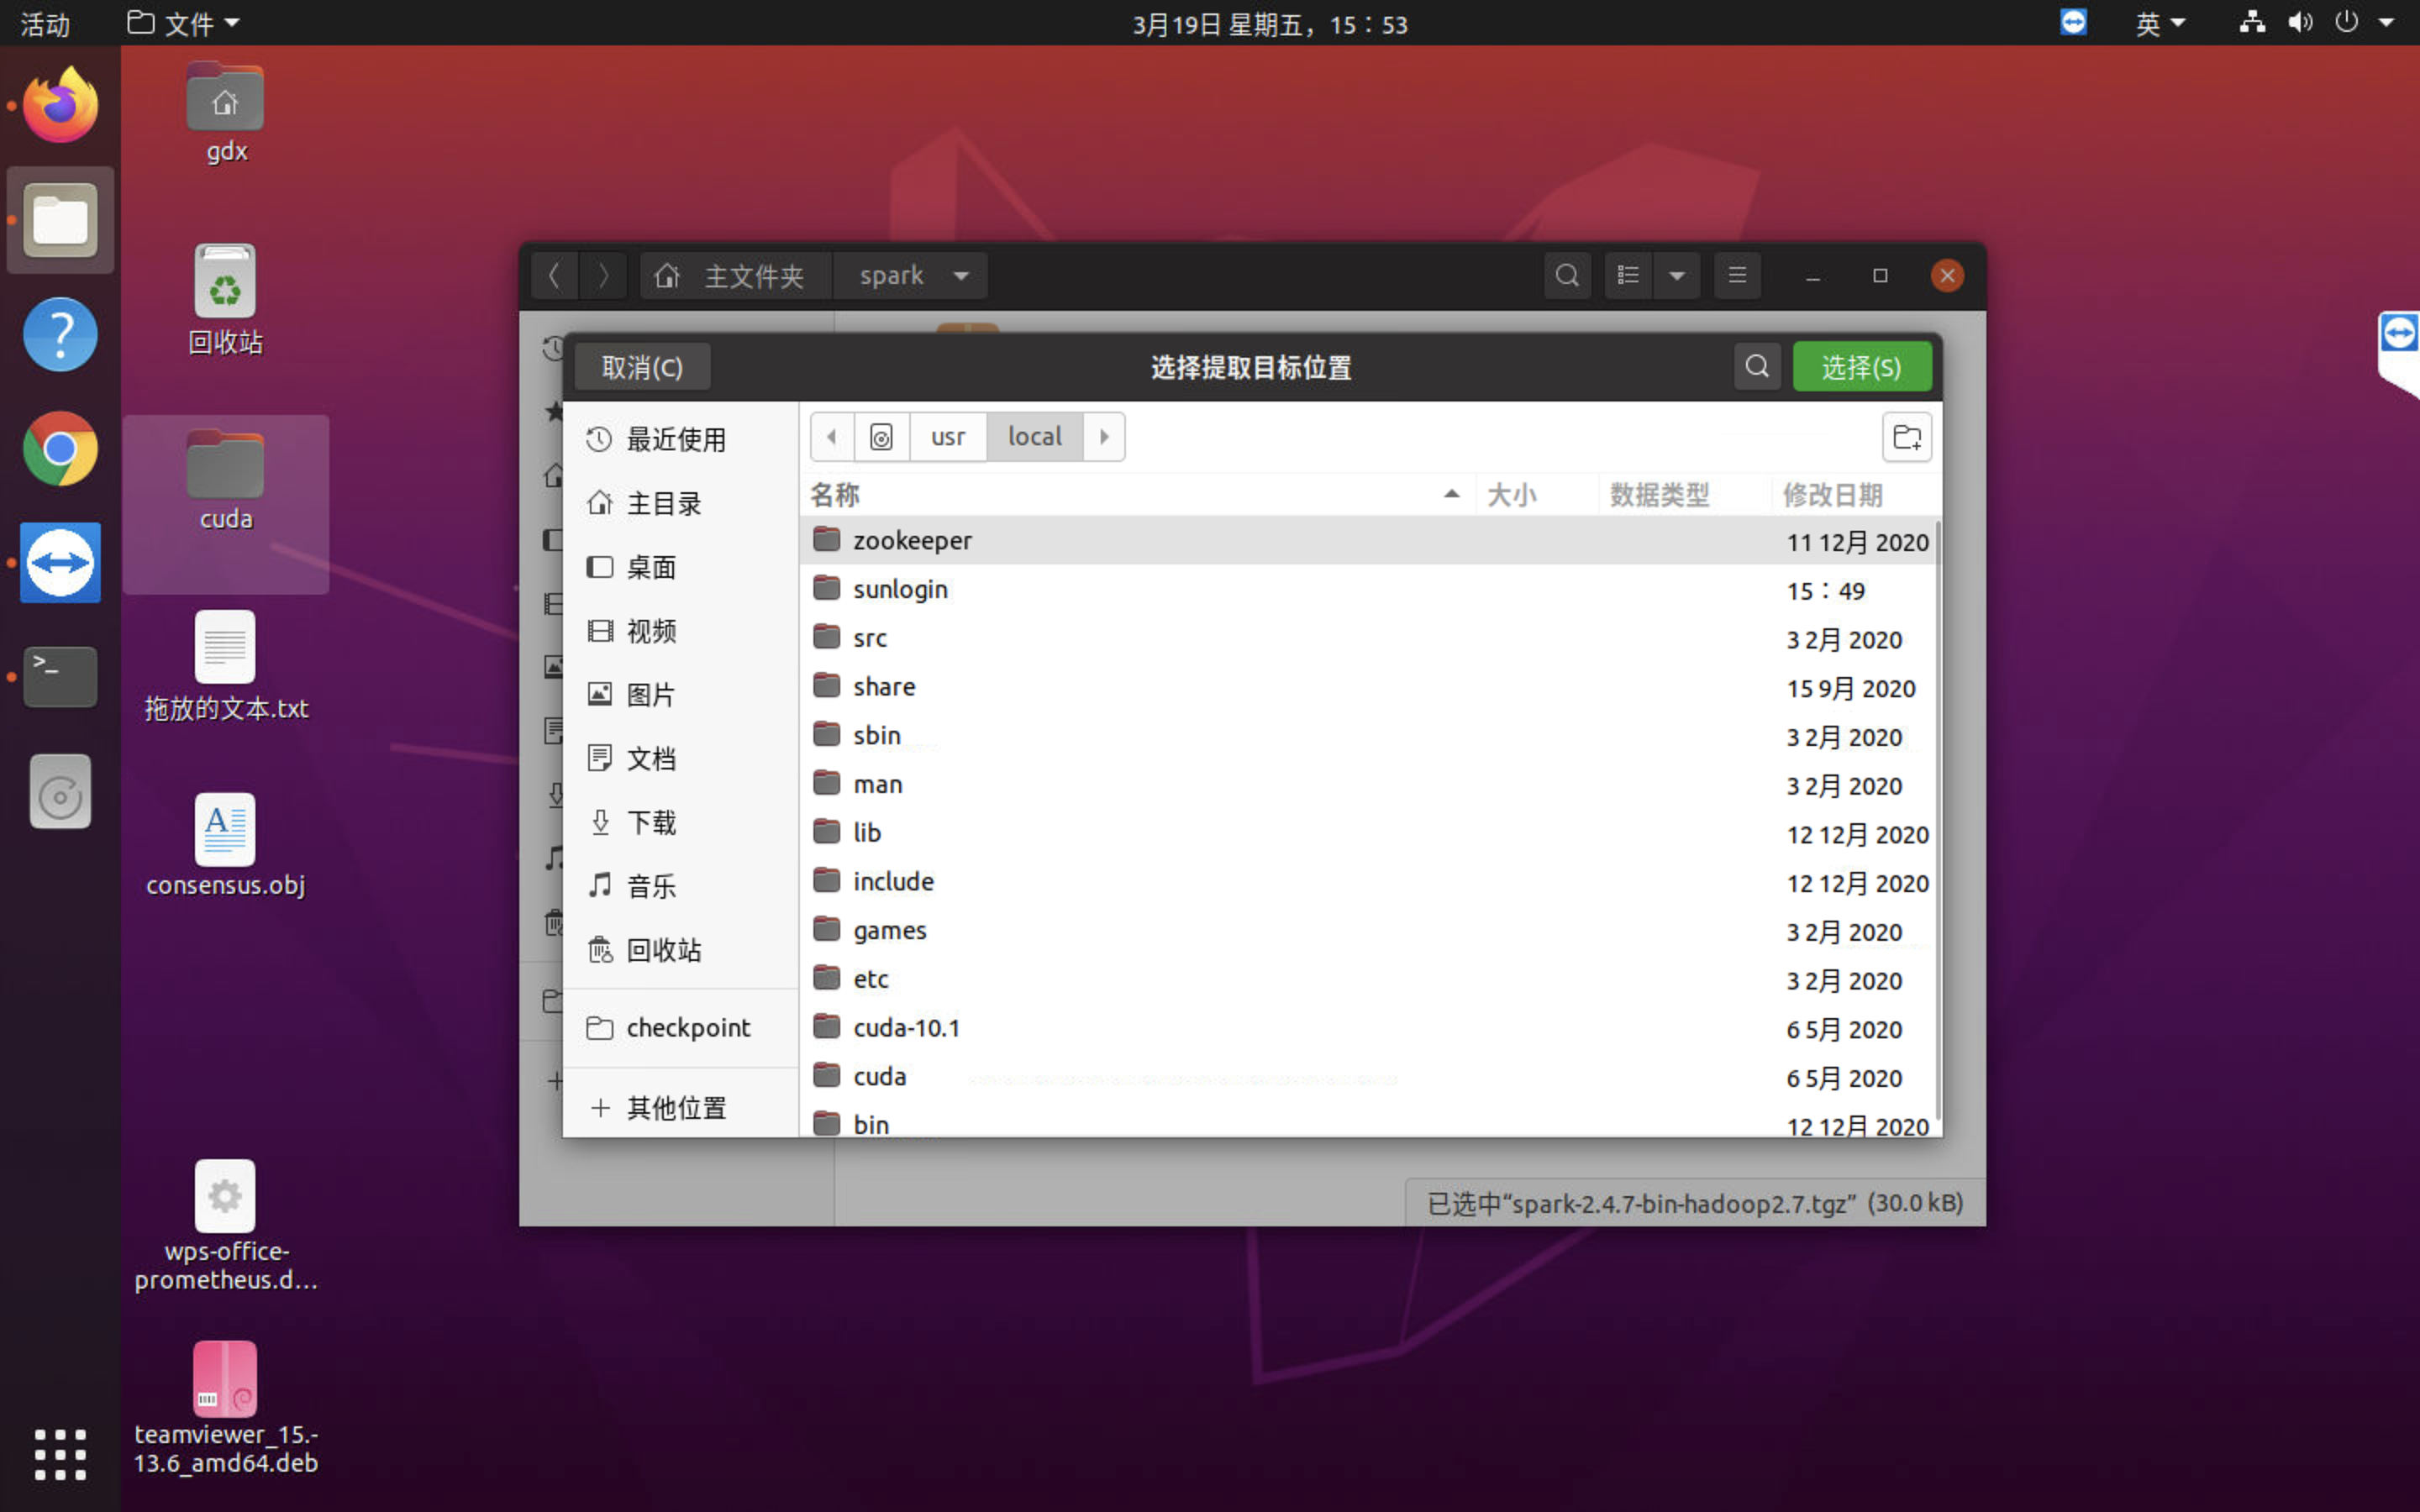 活动
文件
3月19日 星期五，15：53
英
gdx
回收站
cuda
拖放的文本.txt
consensus.obj
wps-office-
prometheus.d...
teamviewer_15.-
13.6_amd64.deb
主文件夹
spark
取消(C)
选择提取目标位置
选择(S)
最近使用
主目录
桌面
视频
图片
文档
下载
音乐
回收站
checkpoint
其他位置
usr
local
名称 大小 数据类型 修改日期
zookeeper 11 12月 2020
sunlogin 15：49
src 3 2月 2020
share 15 9月 2020
sbin 3 2月 2020
man 3 2月 2020
lib 12 12月 2020
include 12 12月 2020
games 3 2月 2020
etc 3 2月 2020
cuda-10.1 6 5月 2020
cuda 6 5月 2020
bin 12 12月 2020
已选中“spark-2.4.7-bin-hadoop2.7.tgz” (30.0 kB)